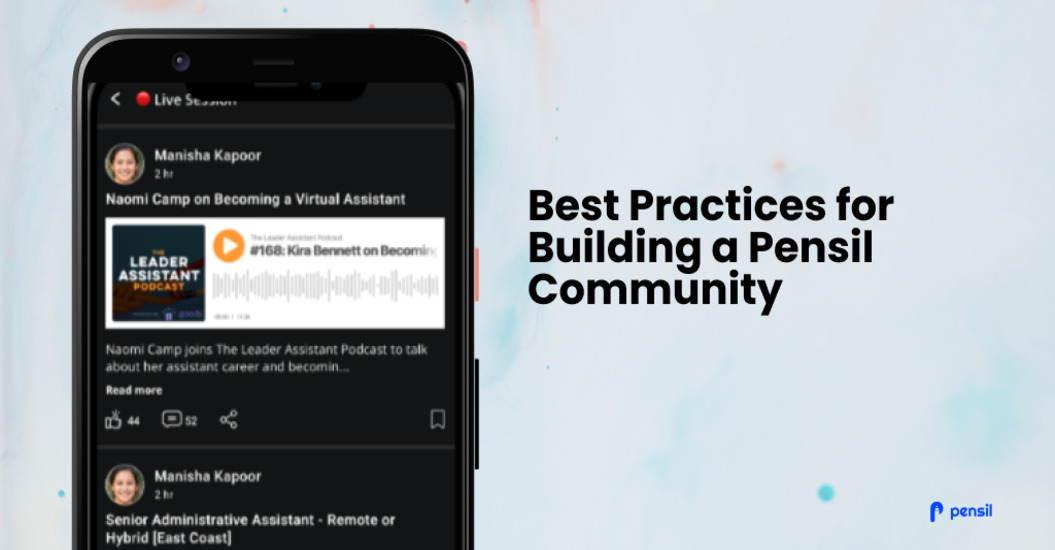 Live Session
Manisha Kapoor
2 hr
Naomi Camp on Becoming a Virtual Assistant
THE
LEADER
ASSISTANT
PODCAST
goody
The Leader Assistant Podcast
#168: Kira Bennett on Becoming
Naomi Camp joins The Leader Assistant Podcast to talk
about her assistant career and becomin...
Read more
44
52
Manisha Kapoor
2 hr
Senior Administrative Assistant - Remote or
Hybrid [East Coast]
Best Practices for
Building a Pensil
Community
pensil